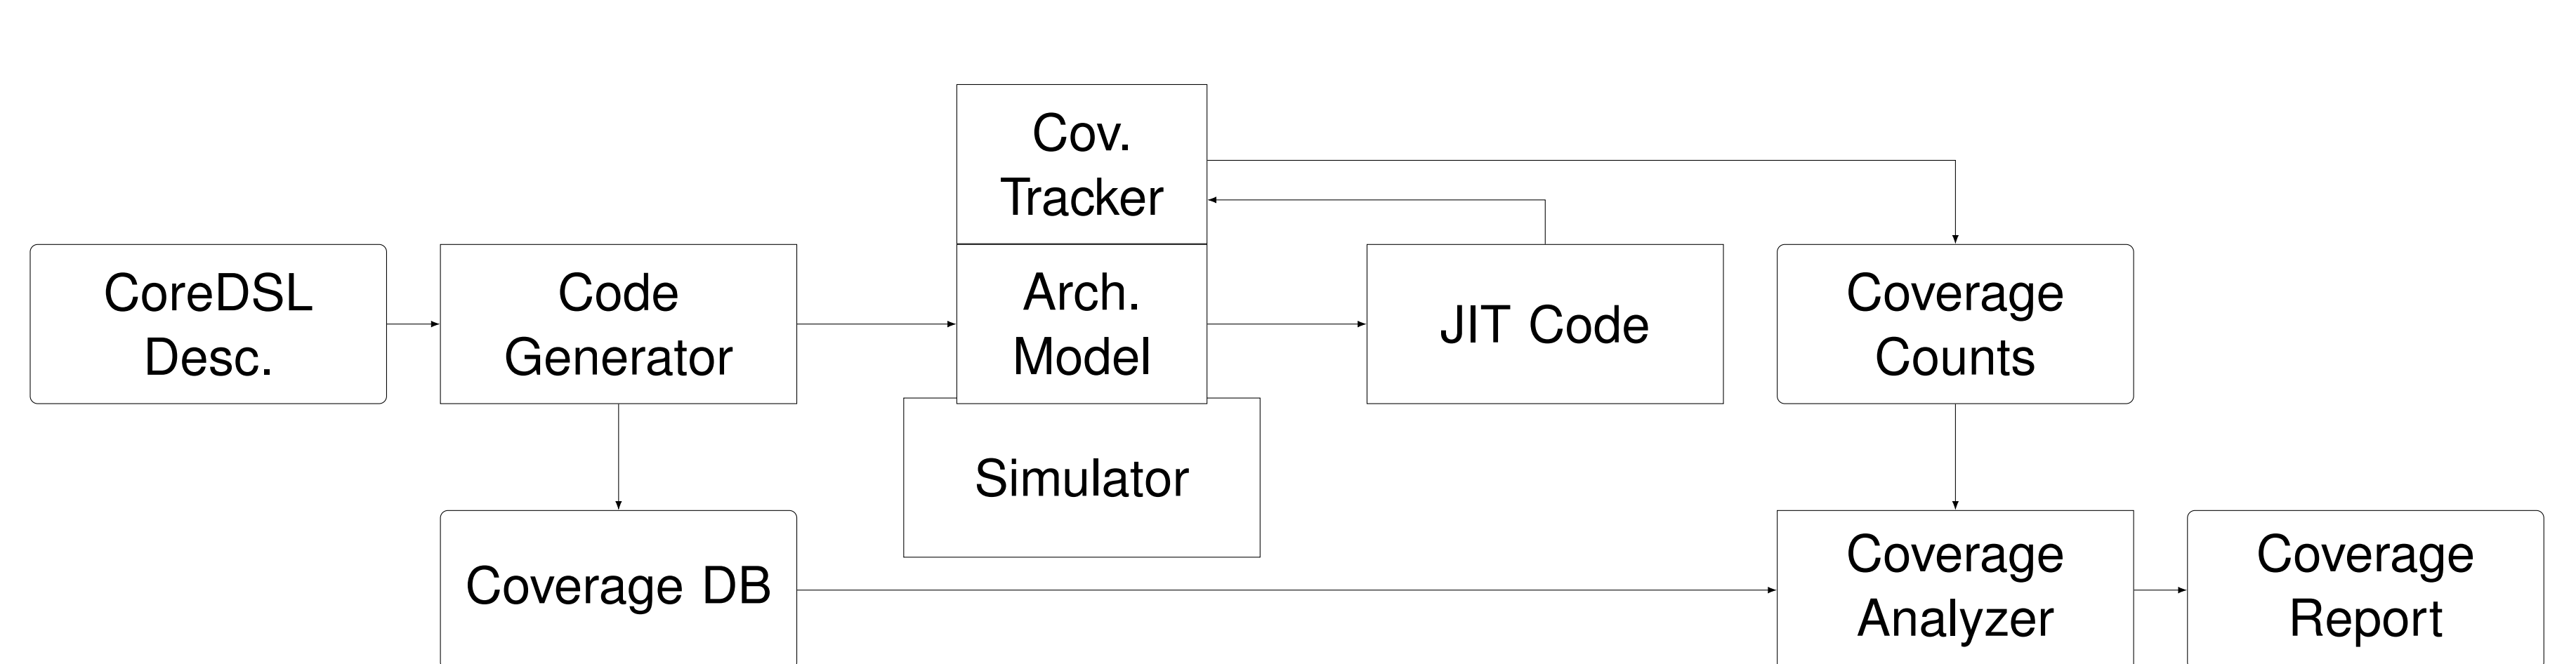 Cov.
Tracker
CoreDSL
Desc.
Code
Generator
Arch.
Model
JIT Code
Coverage
Counts
Simulator
Coverage DB
Coverage
Analyzer
Coverage
Report